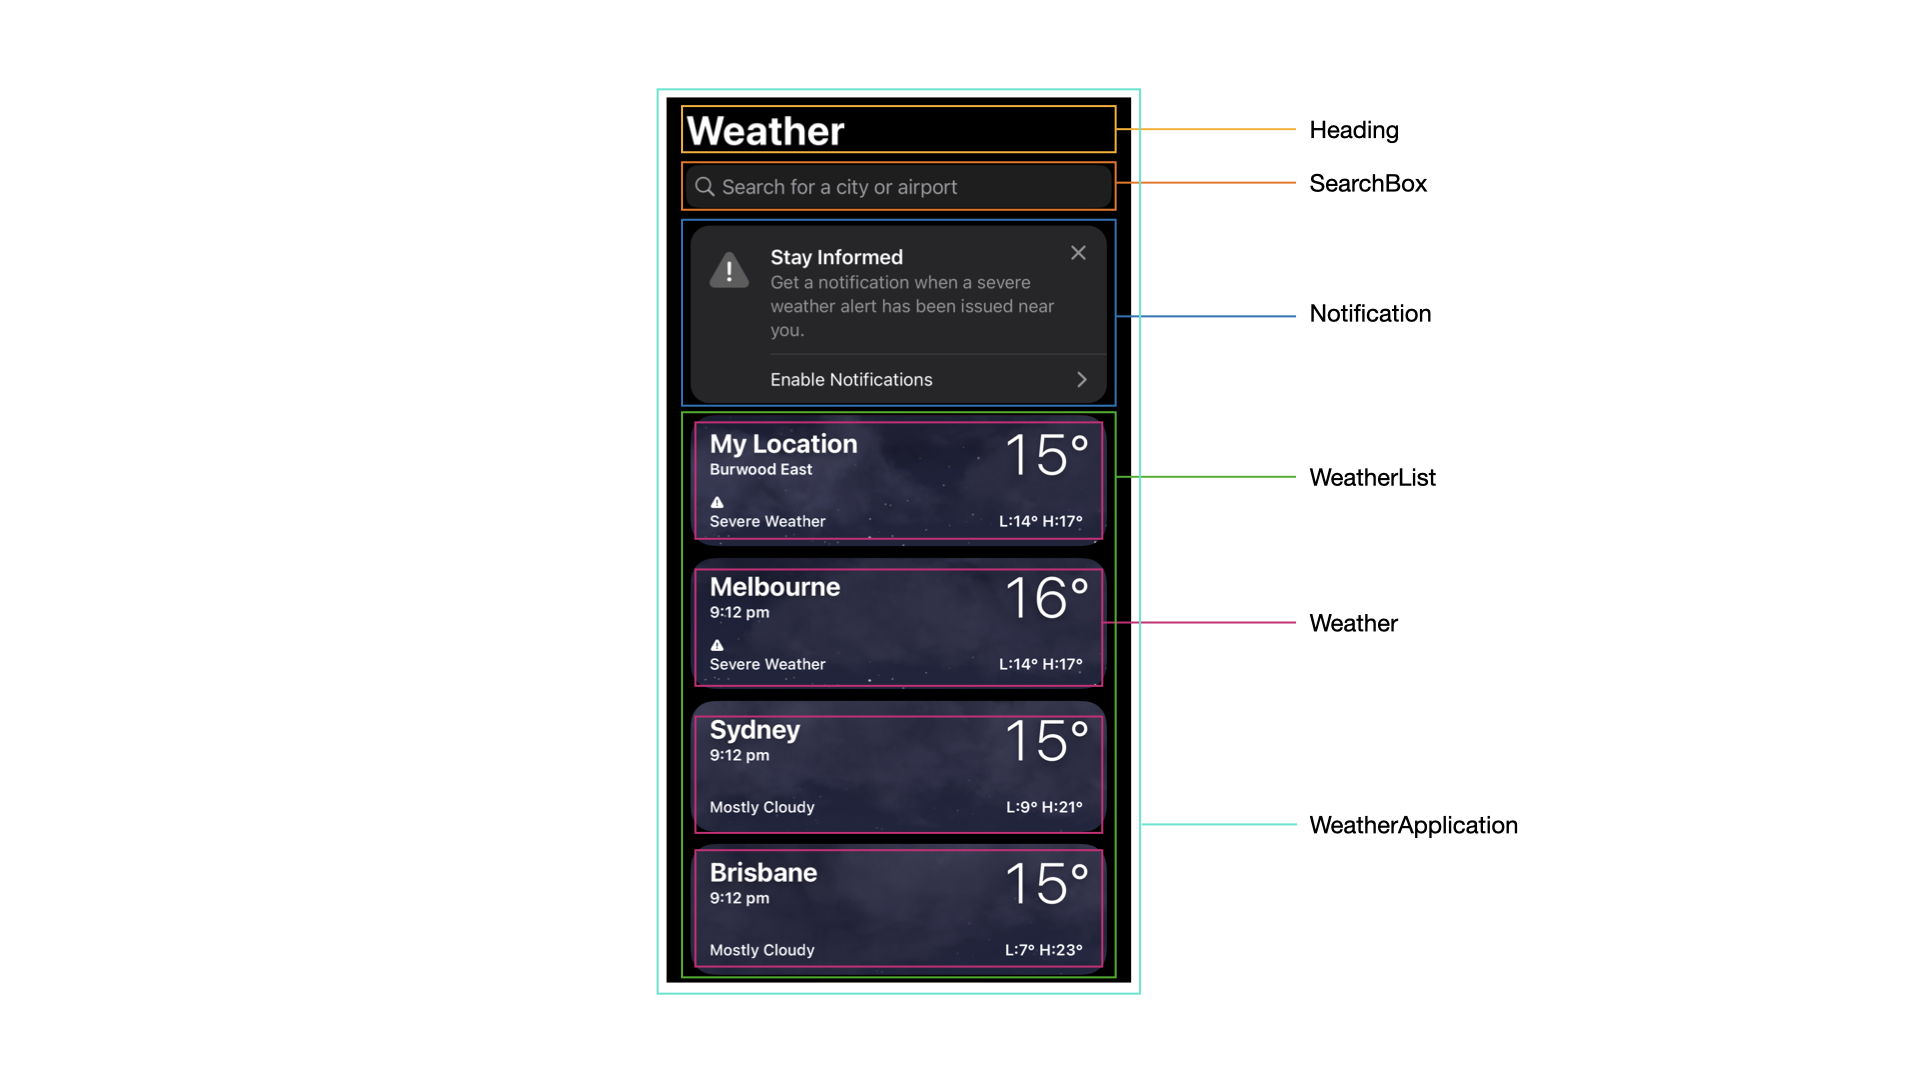 Weather
Heading
Search for a city or airport
SearchBox
Stay Informed
Get a notification when a severe
weather alert has been issued near
you.
Notification
Enable Notifications
My Location
15°
Burwood East
WeatherList
Severe Weather
L:14° H:17°
Melbourne
16°
9:12 pm
Weather
Severe Weather
L:14° H:17°
Sydney
15°
9:12 pm
Mostly Cloudy
L:9° H:21°
WeatherApplication
Brisbane
15°
9:12 pm
Mostly Cloudy
L:7° H:23°